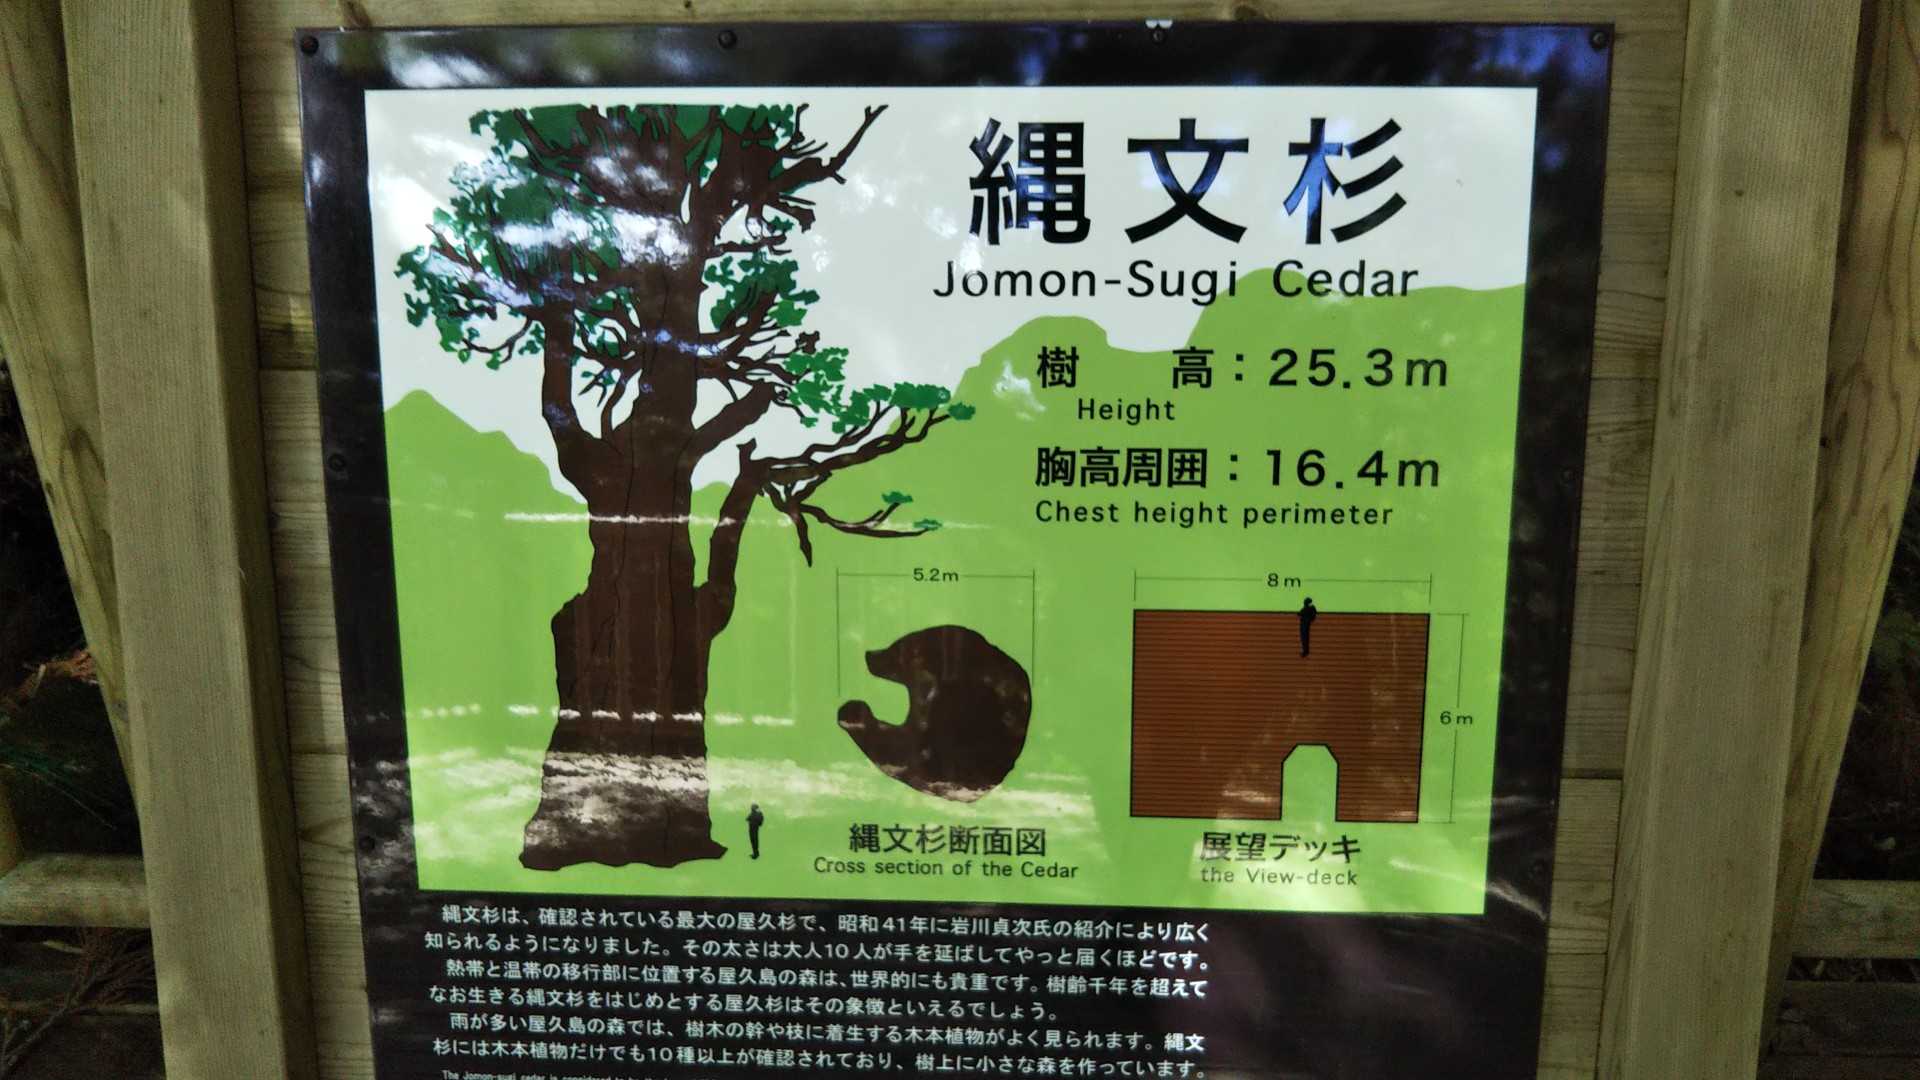 縄文杉
Jomon-Sugi Cedar
樹　高：25.3m
Height
胸高周囲：16.4m
Chest height perimeter
5.2m
8m
6m
縄文杉断面図
Cross section of the Cedar
展望デッキ
the View-deck
縄文杉は、確認されている最大の屋久杉で、昭和41年に岩川貞次氏の紹介により広く
知られるようになりました。その太さは大人10人が手を延ばしてやっと届くほどです。
熱帯と温帯の移行部に位置する屋久島の森は、世界的にも貴重です。樹齢千年を超えて
なお生きる縄文杉をはじめとする屋久杉はその象徴といえるでしょう。
雨が多い屋久島の森では、樹木の幹や枝に着生する木本植物がよく見られます。縄文
杉には木本植物だけでも10種以上が確認されており、樹上に小さな森を作っています。
The Jomon-sugi cedar is considered to be